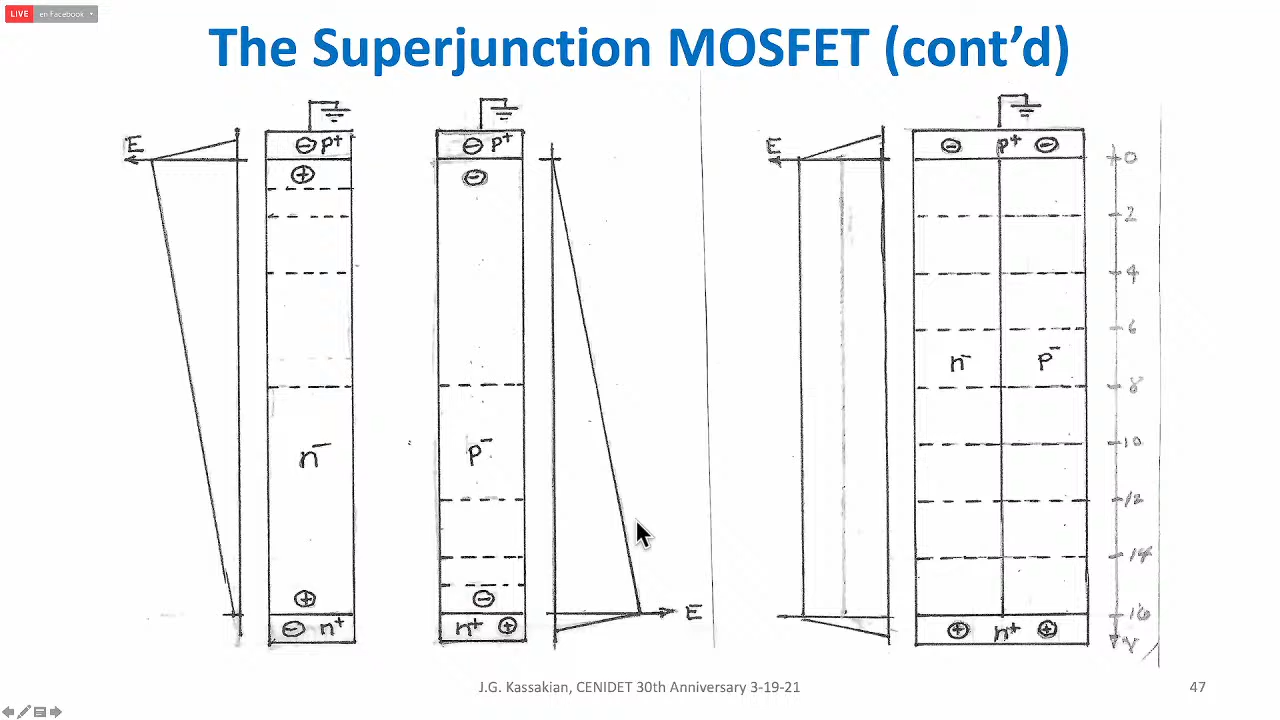 LIVE en Facebook
The Superjunction MOSFET (cont'd)
E
⊖ p+
⊕
n-
⊕
⊖ n+
⊖ p+
⊖
p-
⊖
n+ ⊕
E
E
⊖ p+ ⊖
n- p-
⊕ n+ ⊕
0
2
4
6
8
10
12
14
16
V
J.G. Kassakian, CENIDET 30th Anniversary 3-19-21
47